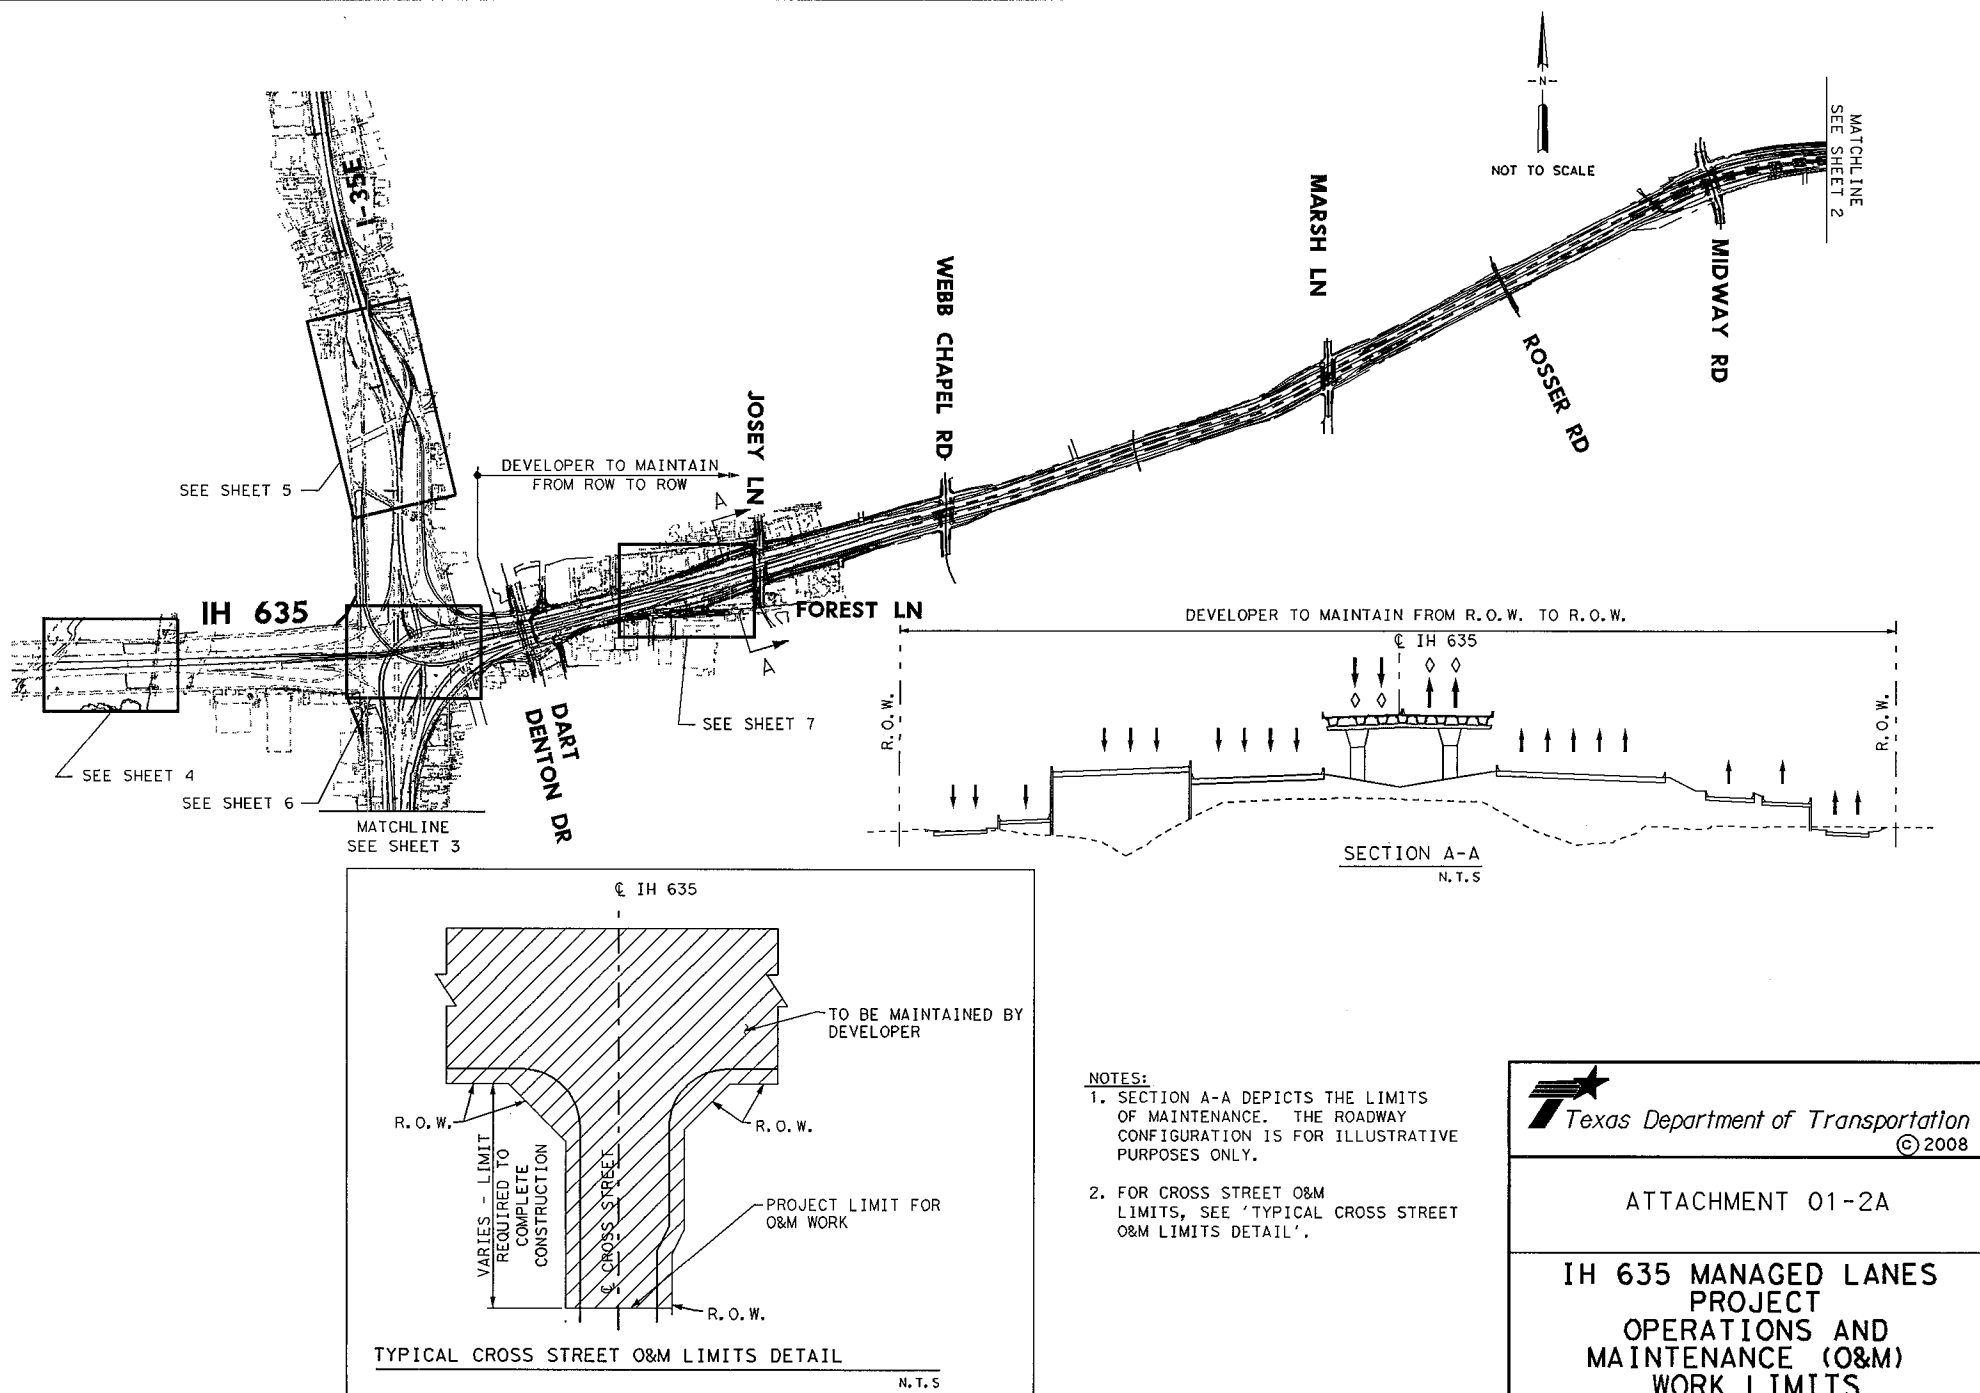 -N-
NOT TO SCALE
MATCHLINE
SEE SHEET 2
I-35E
MARSH LN
MIDWAY RD
WEBB CHAPEL RD
ROSSER RD
JOSEY LN
DEVELOPER TO MAINTAIN
FROM ROW TO ROW
A
SEE SHEET 5
IH 635
FOREST LN
A
SEE SHEET 7
DART
DENTON DR
SEE SHEET 4
SEE SHEET 6
MATCHLINE
SEE SHEET 3
DEVELOPER TO MAINTAIN FROM R.O.W. TO R.O.W.
℄ IH 635
R.O.W.
R.O.W.
SECTION A-A
N.T.S
℄ IH 635
TO BE MAINTAINED BY
DEVELOPER
R.O.W.
R.O.W.
VARIES - LIMIT
REQUIRED TO
COMPLETE
CONSTRUCTION
℄ CROSS STREET
PROJECT LIMIT FOR
O&M WORK
R.O.W.
TYPICAL CROSS STREET O&M LIMITS DETAIL
N.T.S
NOTES:
1. SECTION A-A DEPICTS THE LIMITS
OF MAINTENANCE. THE ROADWAY
CONFIGURATION IS FOR ILLUSTRATIVE
PURPOSES ONLY.
2. FOR CROSS STREET O&M
LIMITS, SEE 'TYPICAL CROSS STREET
O&M LIMITS DETAIL'.
Texas Department of Transportation
© 2008
ATTACHMENT 01-2A
IH 635 MANAGED LANES
PROJECT
OPERATIONS AND
MAINTENANCE (O&M)
WORK LIMITS